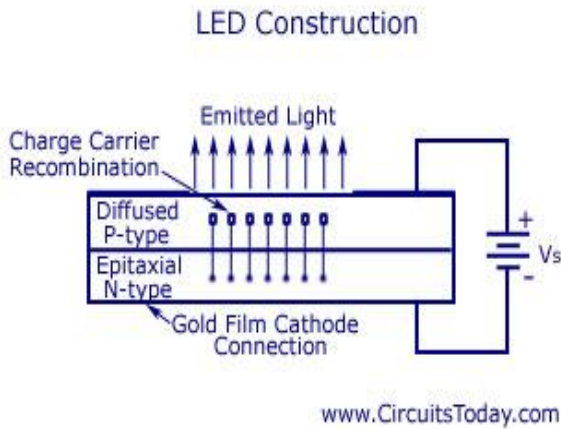 LED Construction
Emitted Light
Charge Carrier
Recombination
Diffused
P-type
Epitaxial
N-type
+
Vs
-
Gold Film Cathode
Connection
www.CircuitsToday.com